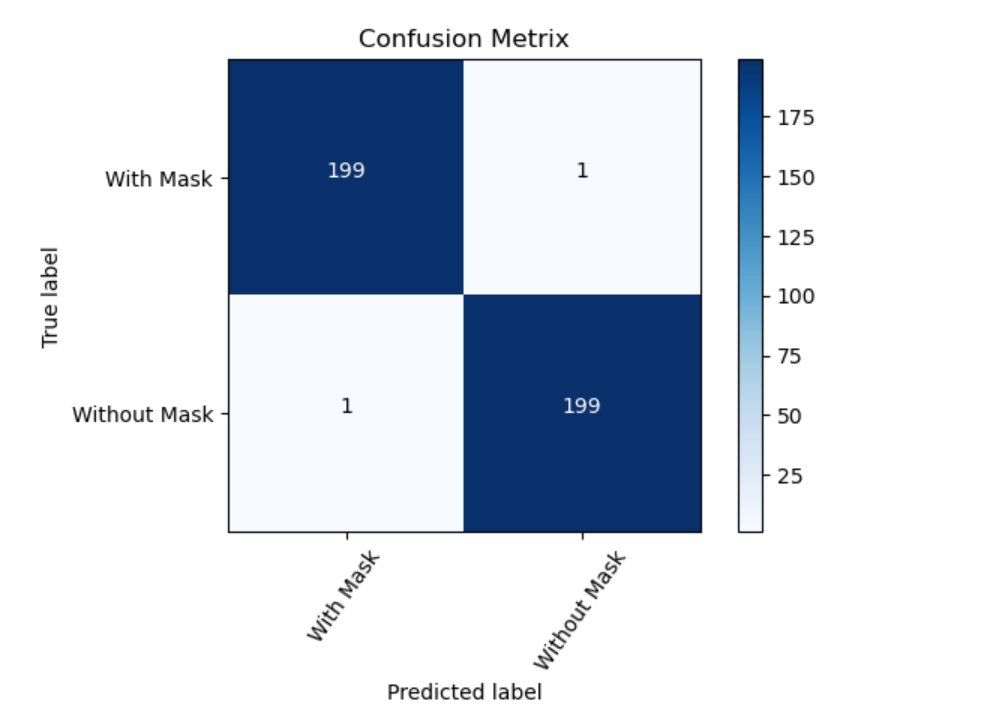 Confusion Metrix
With Mask
199
1
175
150
125
100
75
50
25
True label
Without Mask
1
199
With Mask
Without Mask
Predicted label